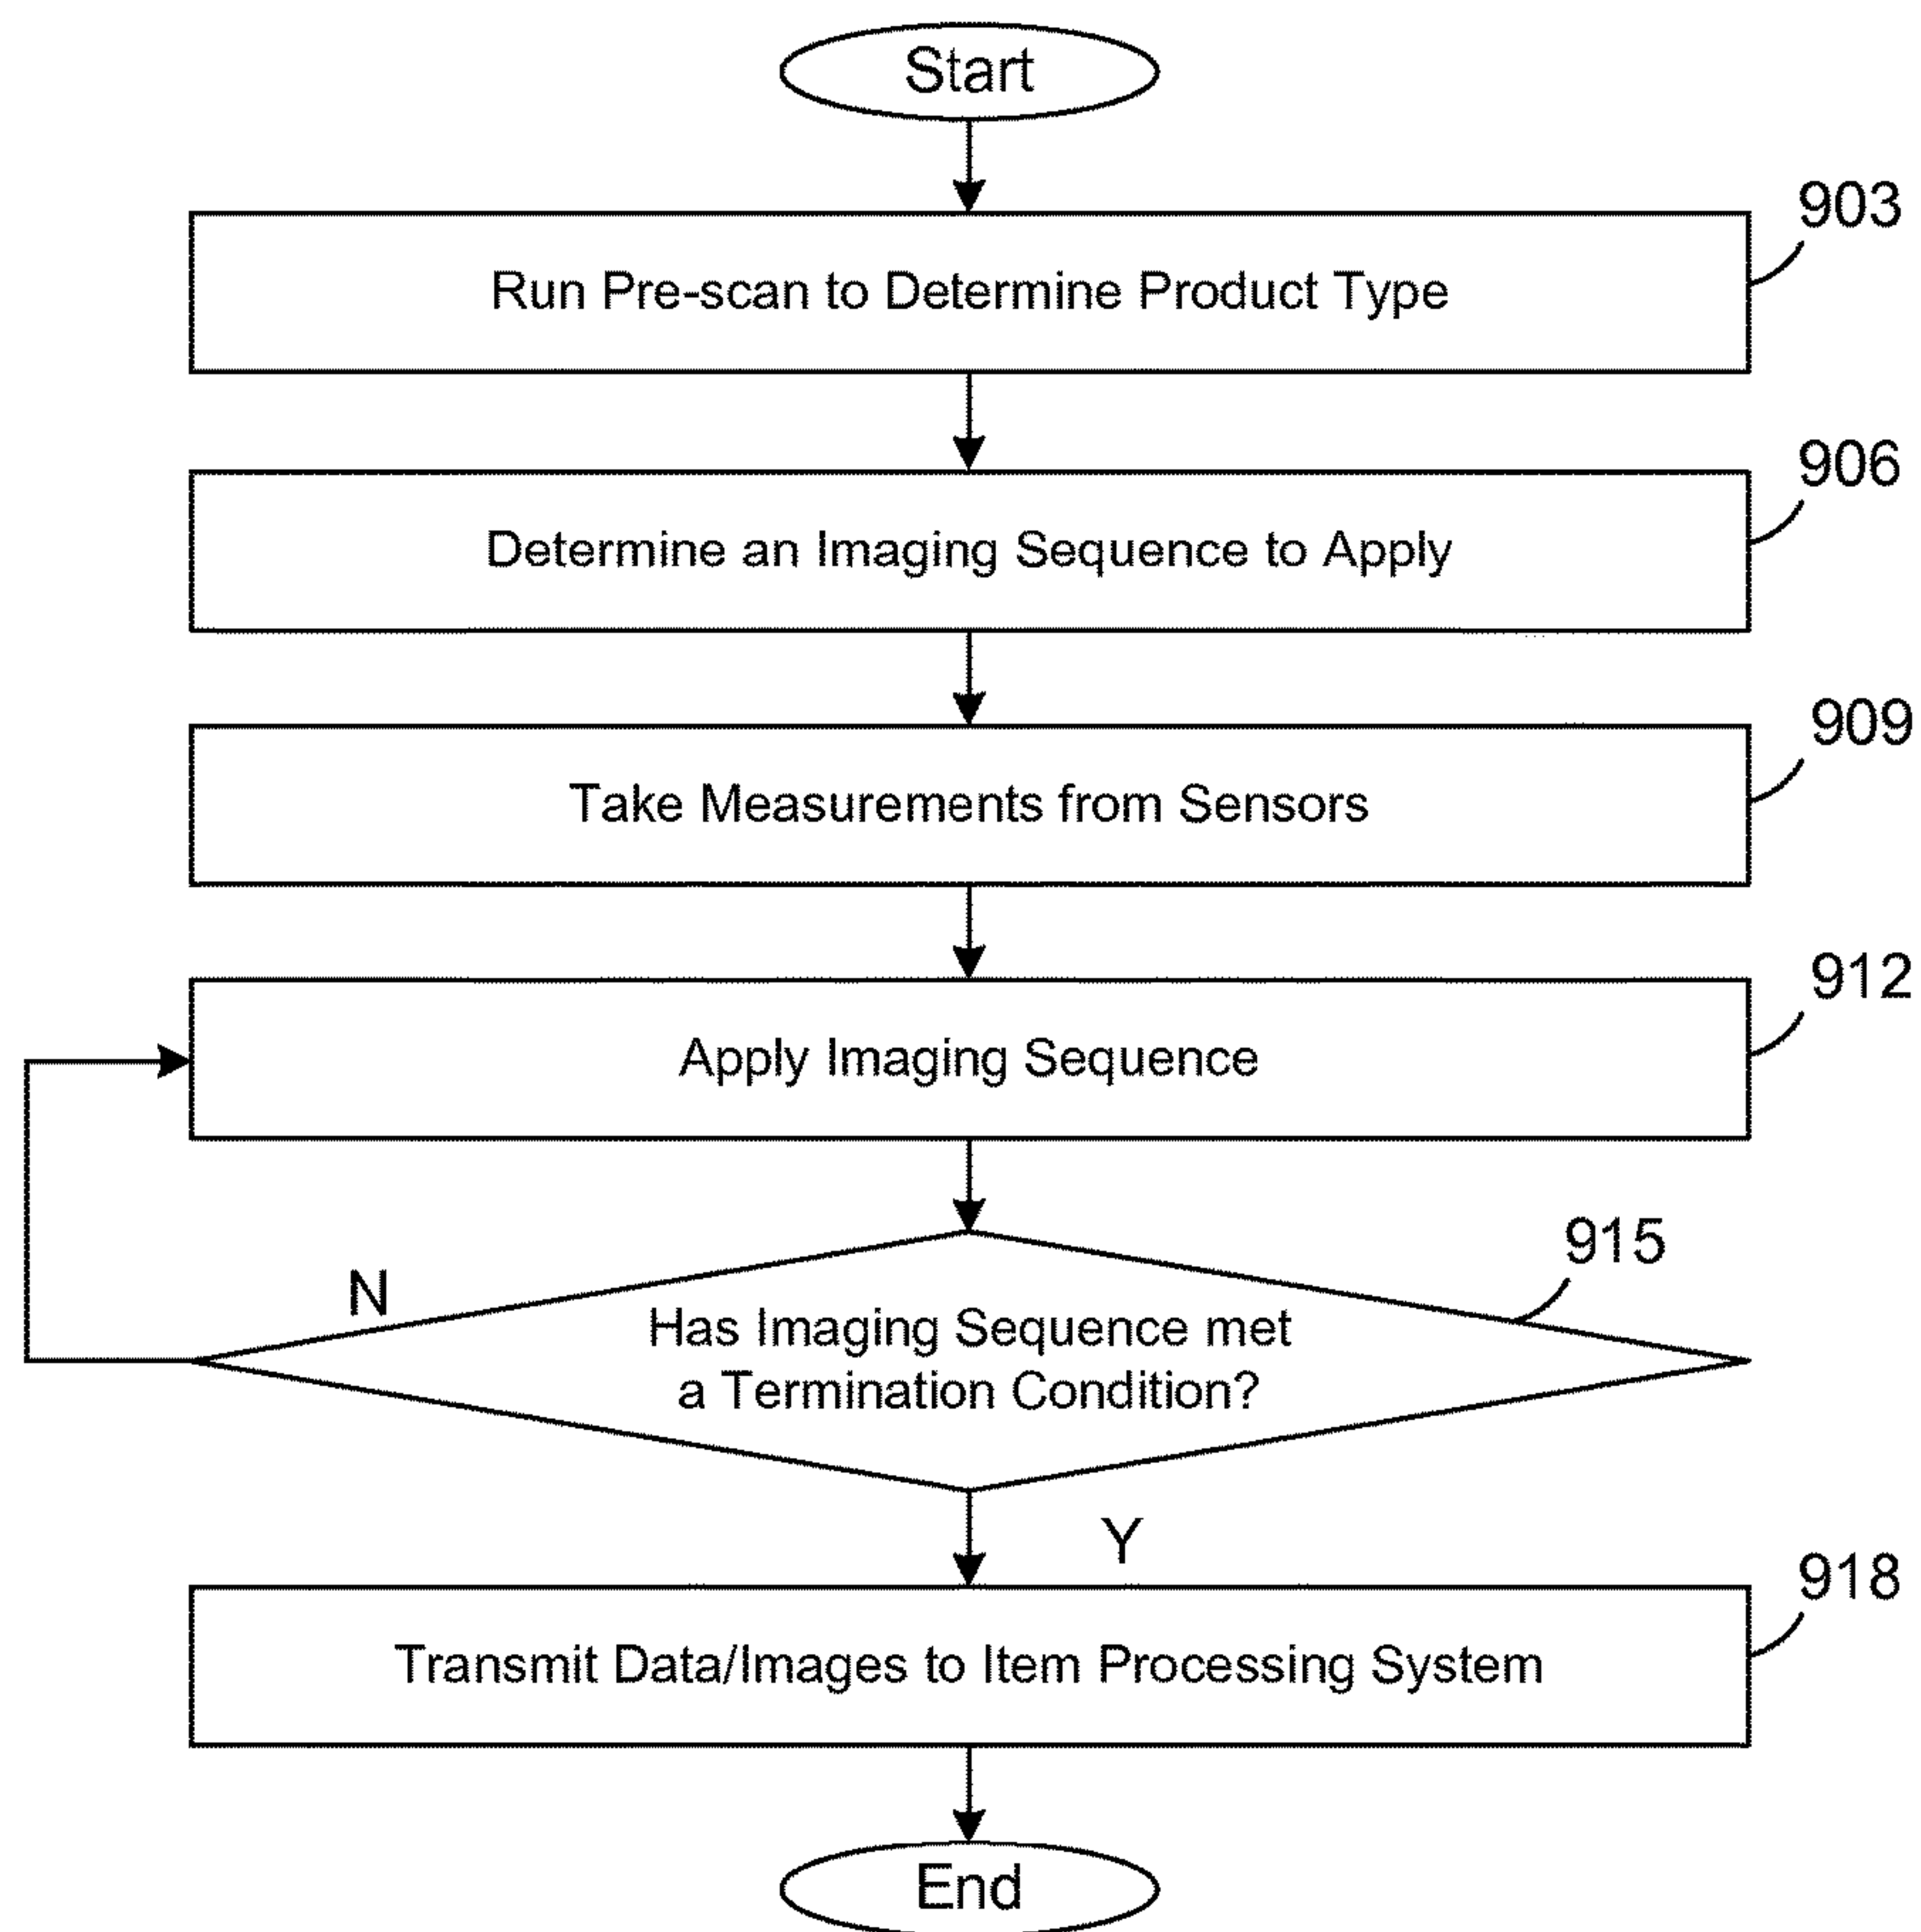 Start
903
Run Pre-scan to Determine Product Type
906
Determine an Imaging Sequence to Apply
909
Take Measurements from Sensors
912
Apply Imaging Sequence
915
N
Has Imaging Sequence met
a Termination Condition?
Y
918
Transmit Data/Images to Item Processing System
End